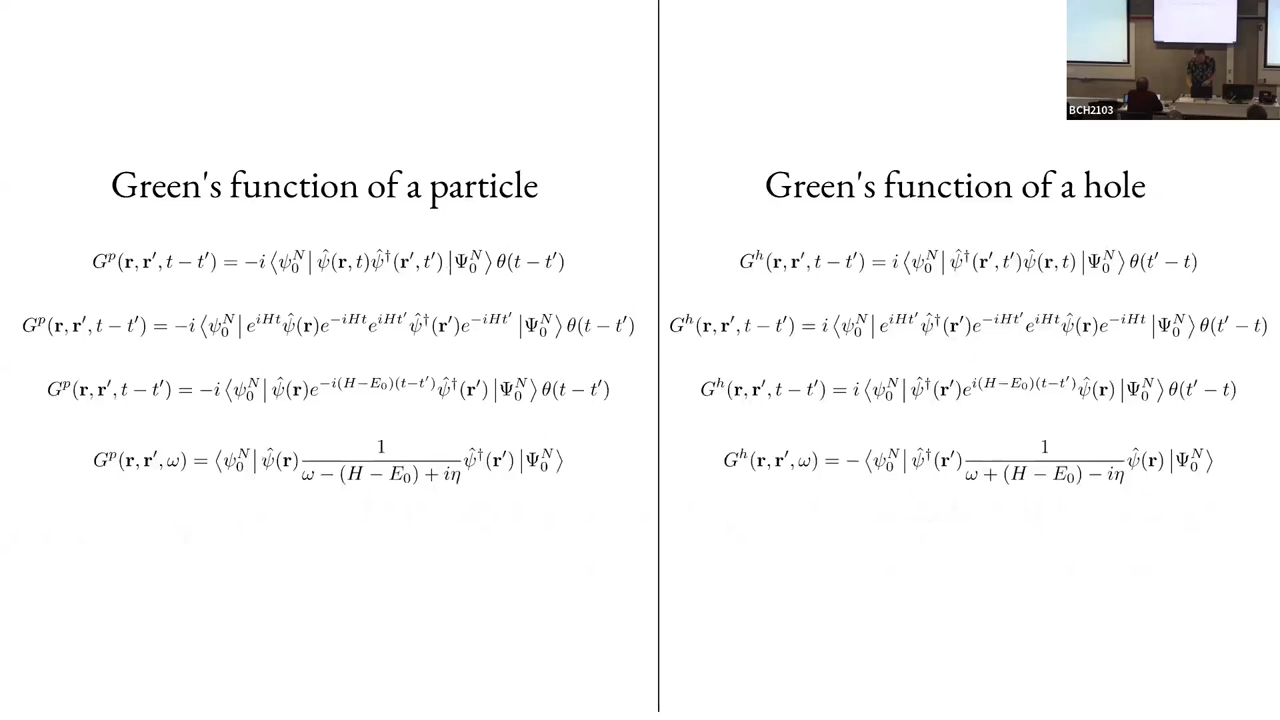 BCH2103
Green's function of a particle
G^p(r, r′, t − t′) = −i ⟨ψ_0^N| ψ̂(r, t)ψ̂†(r′, t′) |Ψ_0^N⟩ θ(t − t′)
G^p(r, r′, t − t′) = −i ⟨ψ_0^N| e^{iHt}ψ̂(r)e^{−iHt}e^{iHt′}ψ̂†(r′)e^{−iHt′} |Ψ_0^N⟩ θ(t − t′)
G^p(r, r′, t − t′) = −i ⟨ψ_0^N| ψ̂(r)e^{−i(H−E_0)(t−t′)}ψ̂†(r′) |Ψ_0^N⟩ θ(t − t′)
G^p(r, r′, ω) = ⟨ψ_0^N| ψ̂(r) \frac{1}{ω − (H − E_0) + iη} ψ̂†(r′) |Ψ_0^N⟩
Green's function of a hole
G^h(r, r′, t − t′) = i ⟨ψ_0^N| ψ̂†(r′, t′)ψ̂(r, t) |Ψ_0^N⟩ θ(t′ − t)
G^h(r, r′, t − t′) = i ⟨ψ_0^N| e^{iHt′}ψ̂†(r′)e^{−iHt′}e^{iHt}ψ̂(r)e^{−iHt} |Ψ_0^N⟩ θ(t′ − t)
G^h(r, r′, t − t′) = i ⟨ψ_0^N| ψ̂†(r′)e^{i(H−E_0)(t−t′)}ψ̂(r) |Ψ_0^N⟩ θ(t′ − t)
G^h(r, r′, ω) = − ⟨ψ_0^N| ψ̂†(r′) \frac{1}{ω + (H − E_0) − iη} ψ̂(r) |Ψ_0^N⟩